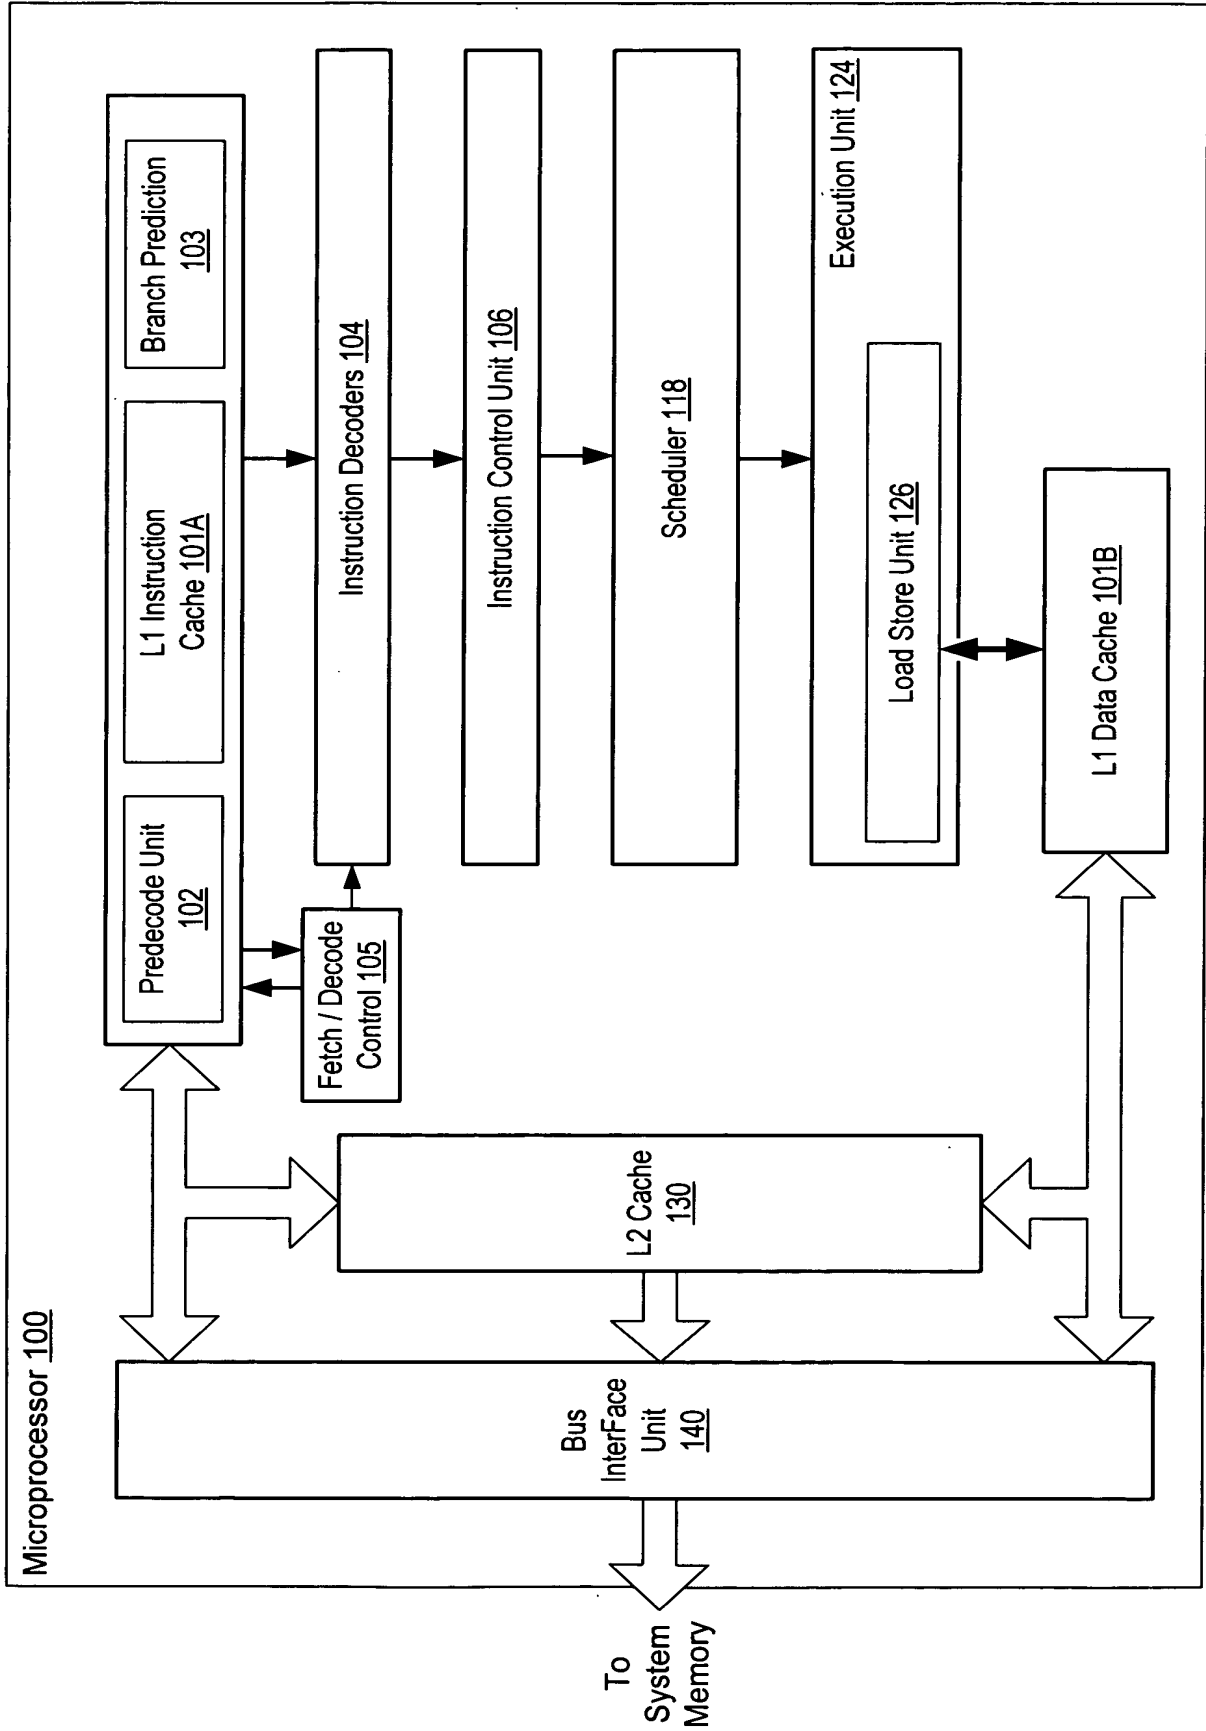 Microprocessor 100
Predecode Unit
102
L1 Instruction
Cache 101A
Branch Prediction
103
Fetch / Decode
Control 105
Instruction Decoders 104
Instruction Control Unit 106
L2 Cache
130
Scheduler 118
Bus
InterFace
Unit
140
Execution Unit 124
Load Store Unit 126
L1 Data Cache 101B
To
System
Memory